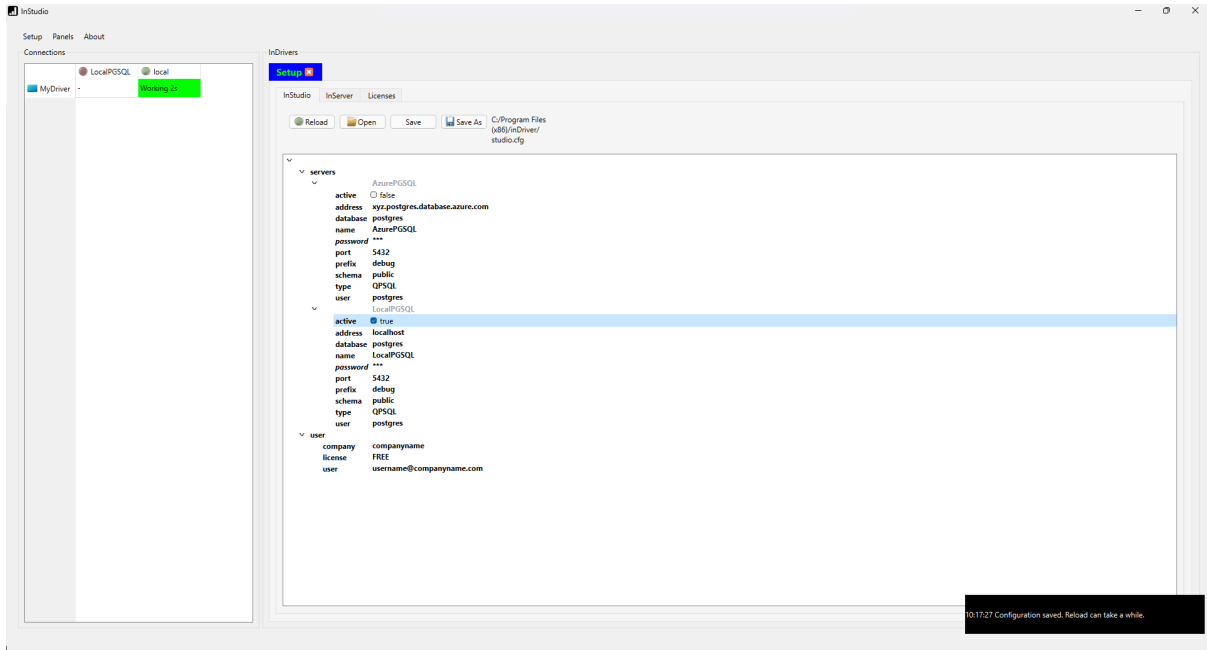 InStudio
Setup Panels About
Connections
LocalPGSQL local
MyDriver - Working 2s
InDrivers
Setup
InStudio InServer Licenses
Reload Open Save Save As C:/Program Files
(x86)/inDriver/
studio.cfg
servers
AzurePGSQL
active false
address xyz.postgres.database.azure.com
database postgres
name AzurePGSQL
password ***
port 5432
prefix debug
schema public
type QPSQL
user postgres
LocalPGSQL
active true
address localhost
database postgres
name LocalPGSQL
password ***
port 5432
prefix debug
schema public
type QPSQL
user postgres
user
company companyname
license FREE
user username@companyname.com
10:17:27 Configuration saved. Reload can take a while.